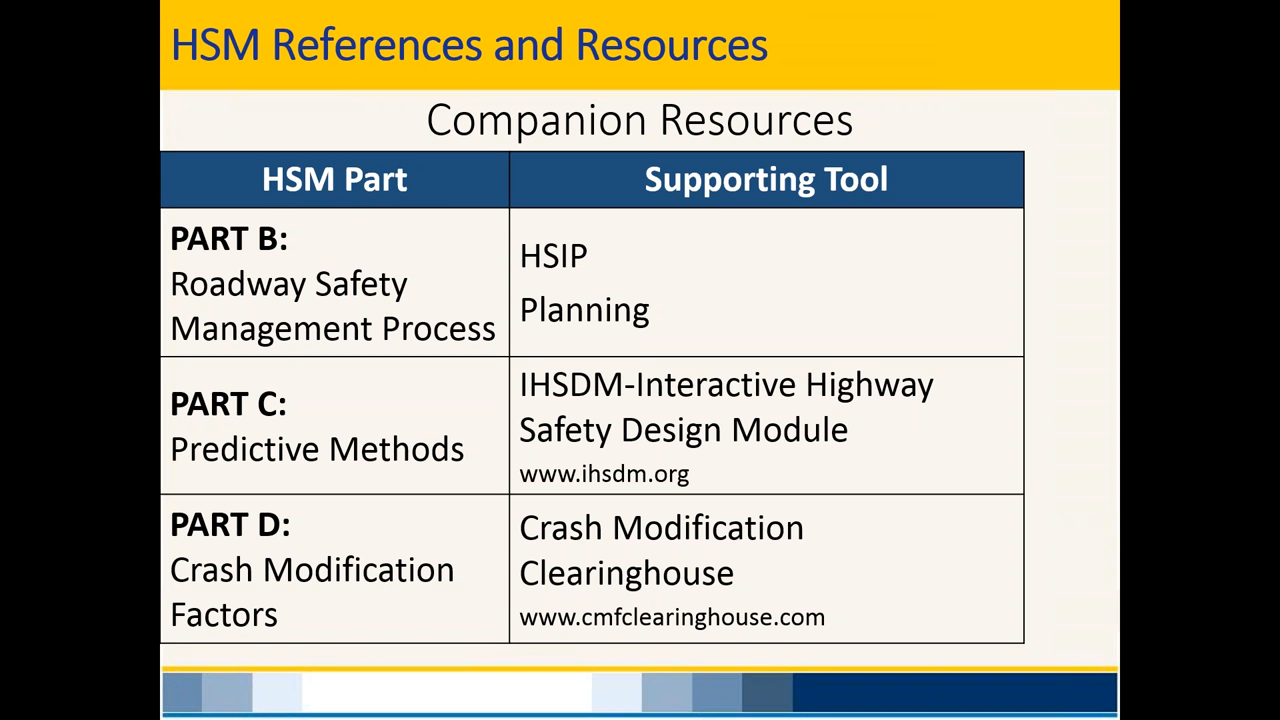 HSM References and Resources
Companion Resources
HSM Part
Supporting Tool
PART B:
Roadway Safety
Management Process
HSIP
Planning
PART C:
Predictive Methods
IHSDM-Interactive Highway
Safety Design Module
www.ihsdm.org
PART D:
Crash Modification
Factors
Crash Modification
Clearinghouse
www.cmfclearinghouse.com